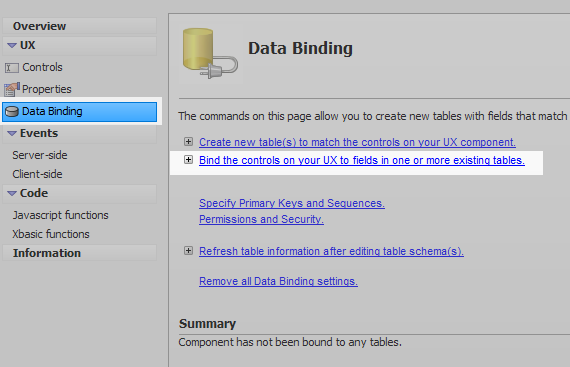 Overview
UX
Controls
Properties
Data Binding
Events
Server-side
Client-side
Code
Javascript functions
Xbasic functions
Information
Data Binding
The commands on this page allow you to create new tables with fields that match
Create new table(s) to match the controls on your UX component.
Bind the controls on your UX to fields in one or more existing tables.
Specify Primary Keys and Sequences.
Permissions and Security.
Refresh table information after editing table schema(s).
Remove all Data Binding settings.
Summary
Component has not been bound to any tables.